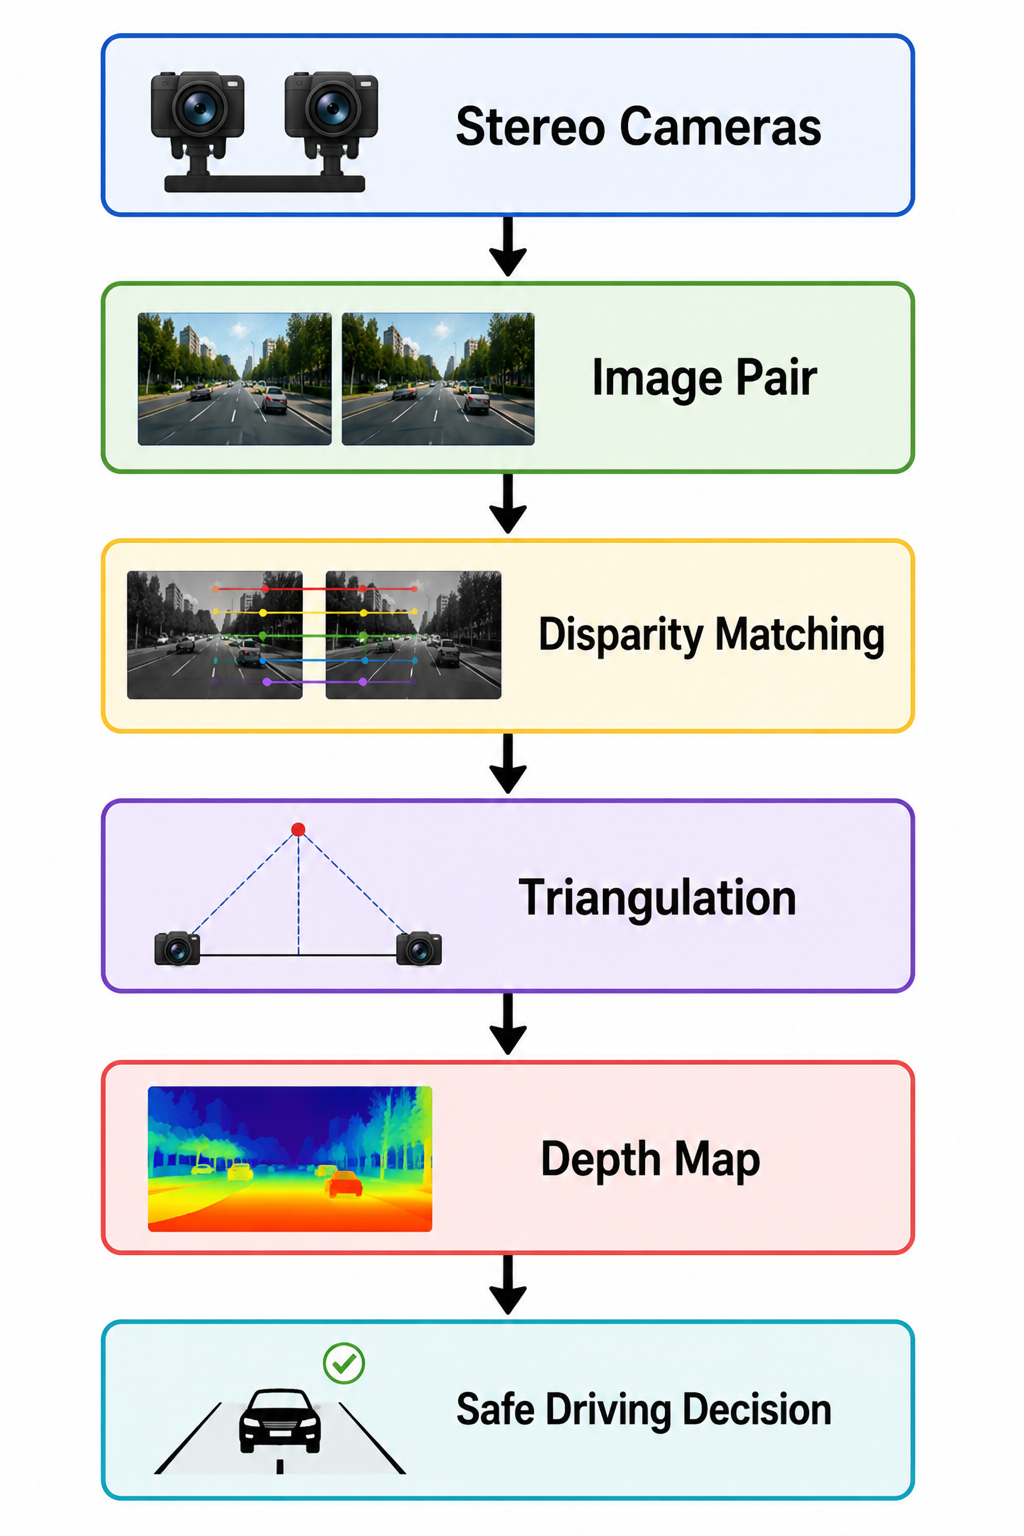 Stereo Cameras
Image Pair
Disparity Matching
Triangulation
Depth Map
Safe Driving Decision